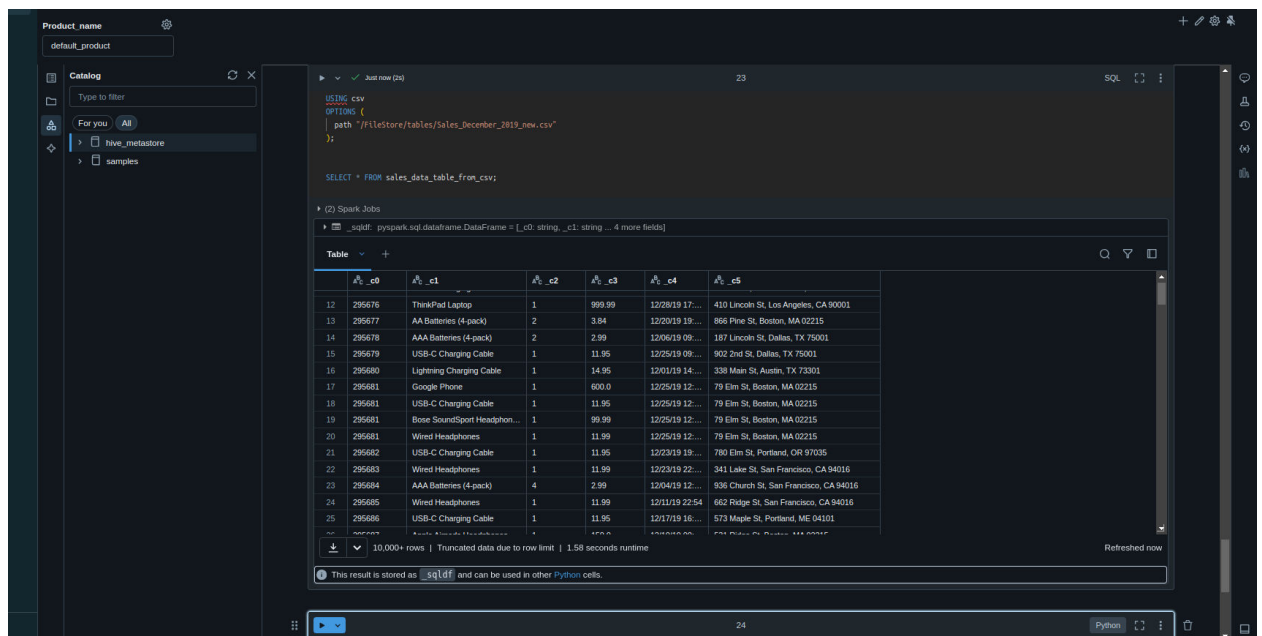 Product_name
default_product
Catalog
Type to filter
For you All
hive_metastore
samples
Just now (2s)
23
SQL
USING csv
OPTIONS (
path "/FileStore/tables/Sales_December_2019_new.csv"
);
SELECT * FROM sales_data_table_from_csv;
(2) Spark Jobs
_sqldf: pyspark.sql.dataframe.DataFrame = [_c0: string, _c1: string ... 4 more fields]
Table
_c0 _c1 _c2 _c3 _c4 _c5
12 295676 ThinkPad Laptop 1 999.99 12/28/19 17:... 410 Lincoln St, Los Angeles, CA 90001
13 295677 AA Batteries (4-pack) 2 3.84 12/20/19 19:... 866 Pine St, Boston, MA 02215
14 295678 AAA Batteries (4-pack) 2 2.99 12/06/19 09:... 187 Lincoln St, Dallas, TX 75001
15 295679 USB-C Charging Cable 1 11.95 12/25/19 09:... 902 2nd St, Dallas, TX 75001
16 295680 Lightning Charging Cable 1 14.95 12/01/19 14:... 338 Main St, Austin, TX 73301
17 295681 Google Phone 1 600.0 12/25/19 12:... 79 Elm St, Boston, MA 02215
18 295681 USB-C Charging Cable 1 11.95 12/25/19 12:... 79 Elm St, Boston, MA 02215
19 295681 Bose SoundSport Headphon... 1 99.99 12/25/19 12:... 79 Elm St, Boston, MA 02215
20 295681 Wired Headphones 1 11.99 12/25/19 12:... 79 Elm St, Boston, MA 02215
21 295682 USB-C Charging Cable 1 11.95 12/23/19 19:... 780 Elm St, Portland, OR 97035
22 295683 Wired Headphones 1 11.99 12/23/19 22:... 341 Lake St, San Francisco, CA 94016
23 295684 AAA Batteries (4-pack) 4 2.99 12/04/19 12:... 936 Church St, San Francisco, CA 94016
24 295685 Wired Headphones 1 11.99 12/11/19 22:54 662 Ridge St, San Francisco, CA 94016
25 295686 USB-C Charging Cable 1 11.95 12/17/19 16:... 573 Maple St, Portland, ME 04101
10,000+ rows | Truncated data due to row limit | 1.58 seconds runtime
Refreshed now
This result is stored as _sqldf and can be used in other Python cells.
24
Python